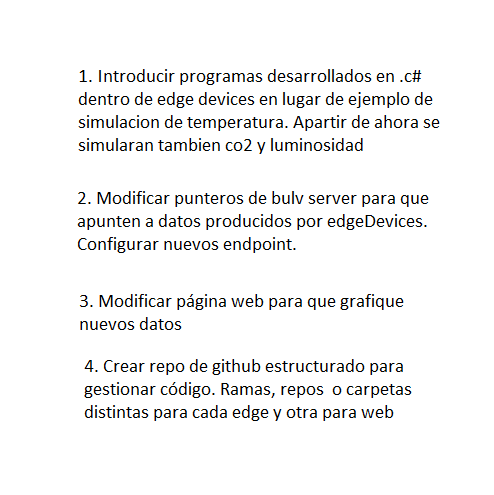 1. Introducir programas desarrollados en .c#
dentro de edge devices en lugar de ejemplo de
simulacion de temperatura. Apartir de ahora se
simularan tambien co2 y luminosidad
2. Modificar punteros de bulv server para que
apunten a datos producidos por edgeDevices.
Configurar nuevos endpoint.
3. Modificar página web para que grafique
nuevos datos
4. Crear repo de github estructurado para
gestionar código. Ramas, repos  o carpetas
distintas para cada edge y otra para web